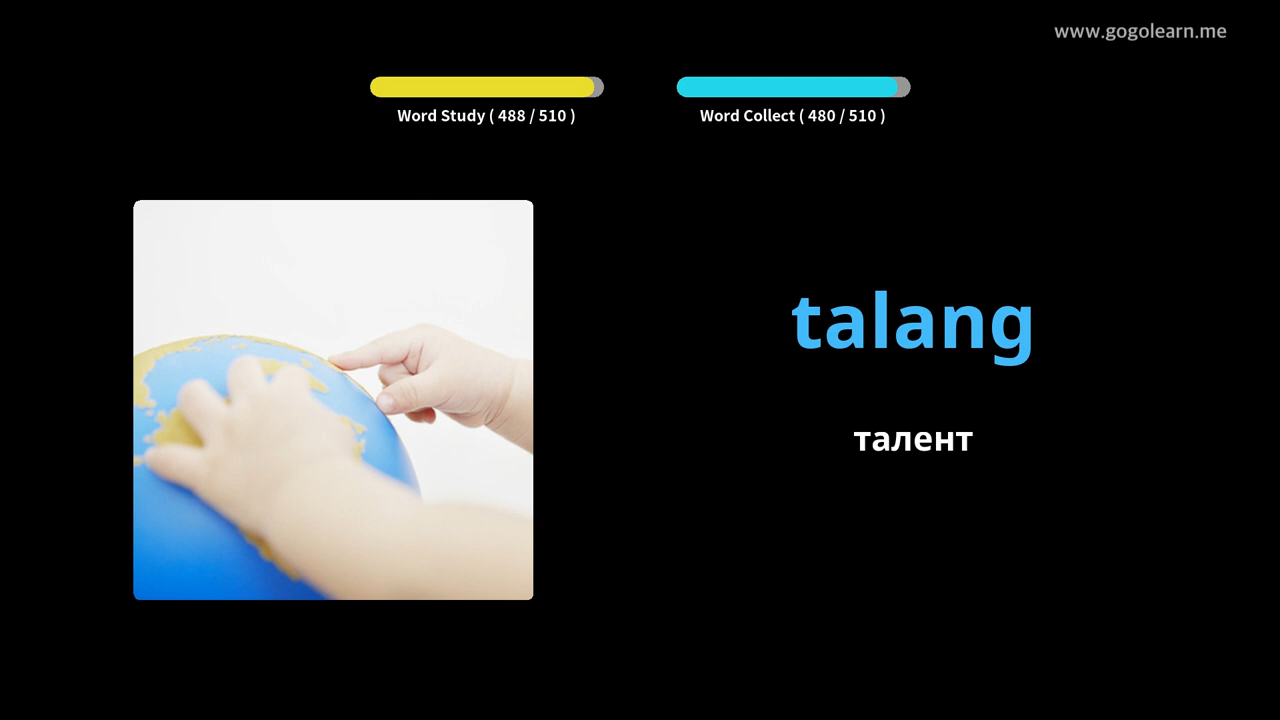 www.gogolearn.me
Word Study ( 488 / 510 )
Word Collect ( 480 / 510 )
talang
талент